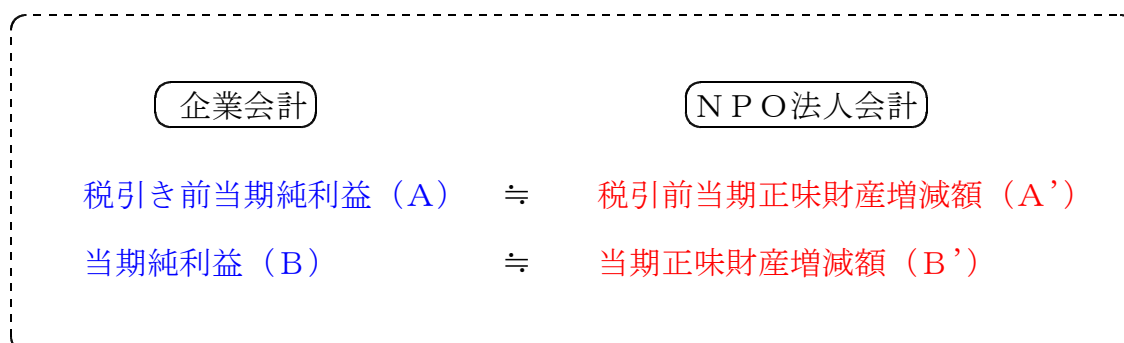 企業会計 ＮＰＯ法人会計
税引き前当期純利益（Ａ） ≒ 税引前当期正味財産増減額（Ａ’）
当期純利益（Ｂ） ≒ 当期正味財産増減額（Ｂ’）